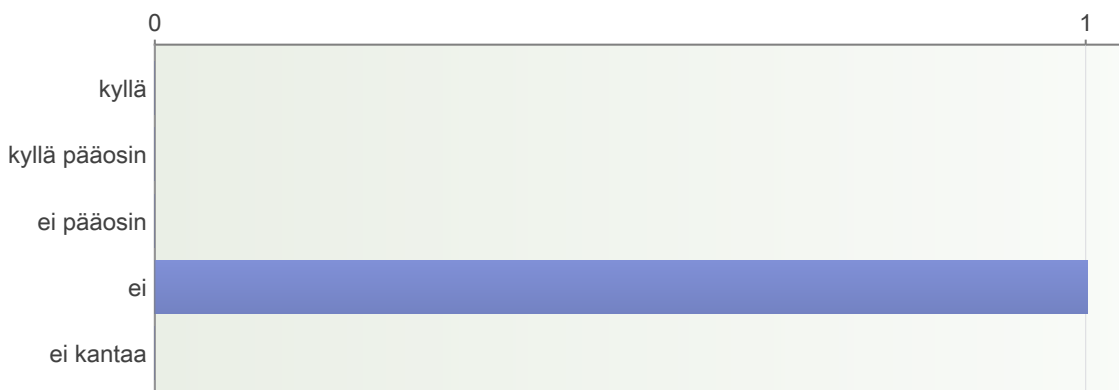 0 1
kyllä
kyllä pääosin
ei pääosin
ei
ei kantaa